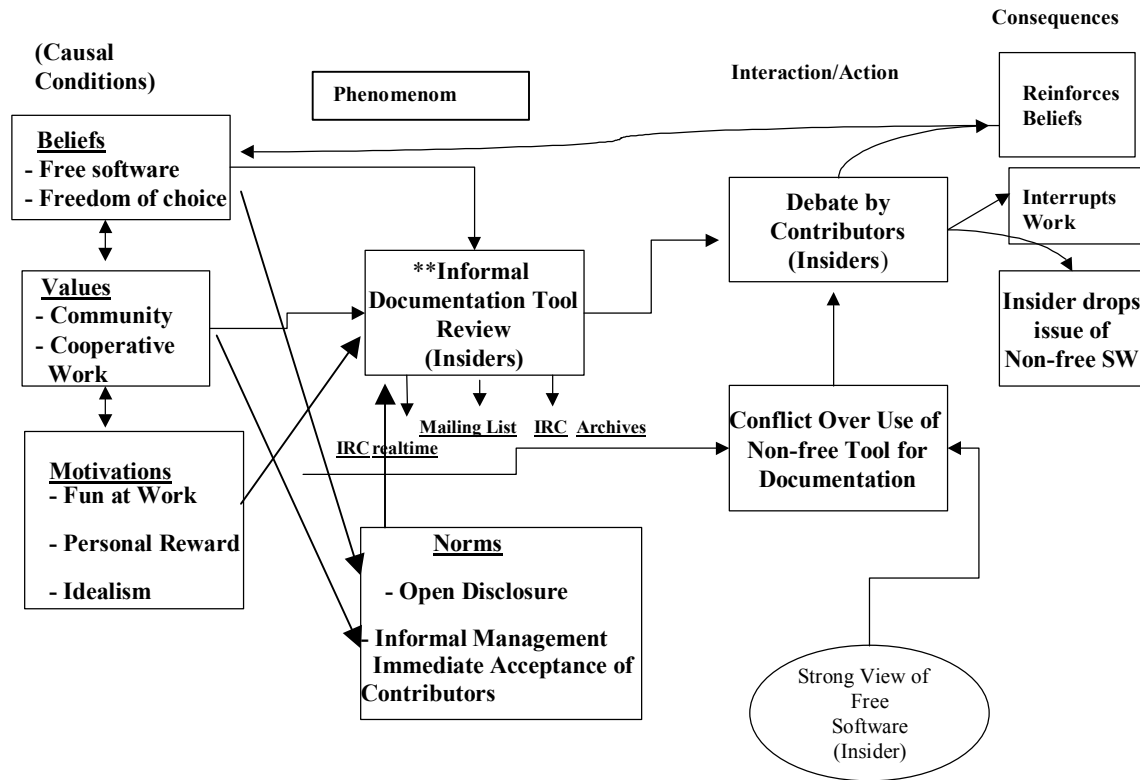 Consequences
(Causal
Conditions)
Phenomenom
Interaction/Action
Reinforces
Beliefs
Beliefs
- Free software
- Freedom of choice
Debate by
Contributors
(Insiders)
Interrupts
Work
**Informal
Documentation Tool
Review
(Insiders)
Values
- Community
- Cooperative
Work
Insider drops
issue of
Non-free SW
Mailing List
IRC Archives
IRC realtime
Conflict Over Use of
Non-free Tool for
Documentation
Motivations
- Fun at Work
- Personal Reward
- Idealism
Norms
- Open Disclosure
- Informal Management
Immediate Acceptance of
Contributors
Strong View of
Free
Software
(Insider)